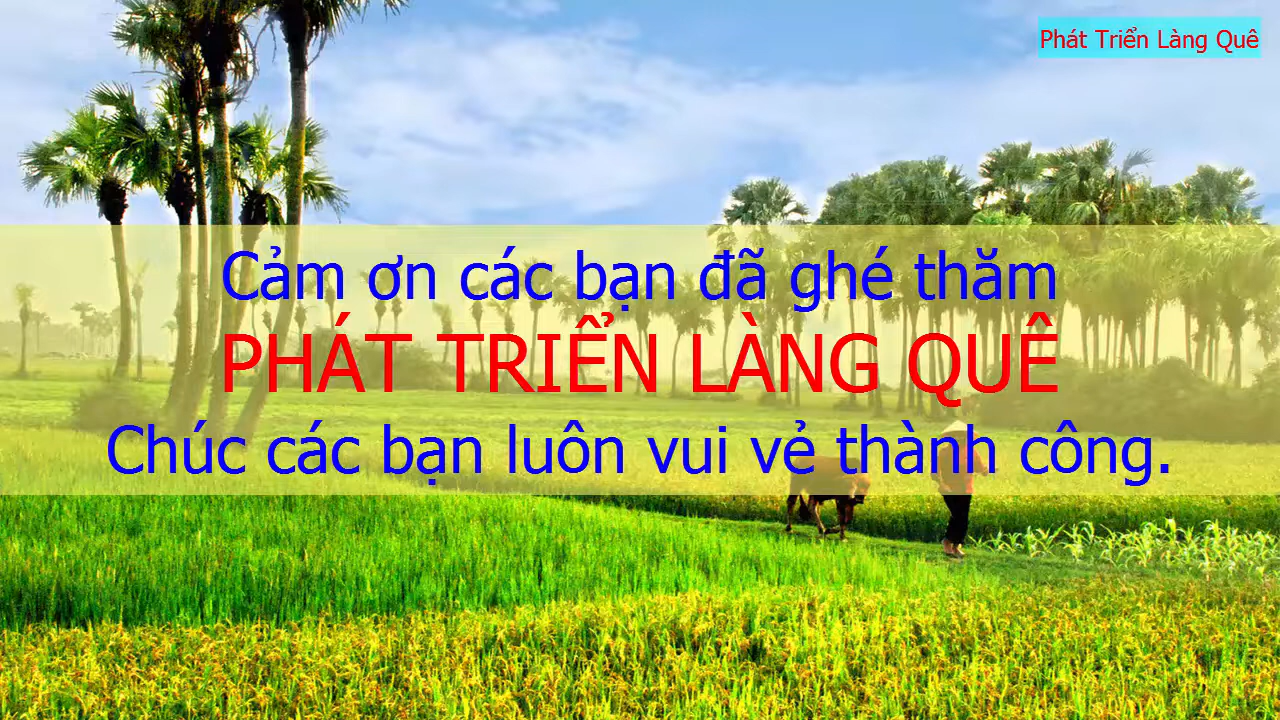 Phát Triển Làng Quê
Cảm ơn các bạn đã ghé thăm
PHÁT TRIỂN LÀNG QUÊ
Chúc các bạn luôn vui vẻ thành công.